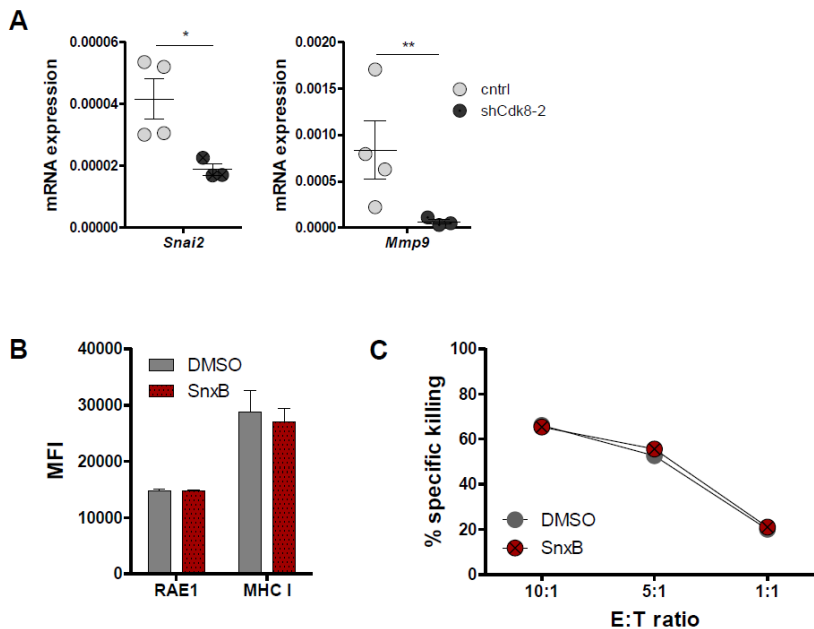 A
mRNA expression
0.00006
0.00004
0.00002
0.00000
*
Snai2
mRNA expression
0.0020
0.0015
0.0010
0.0005
0.0000
**
Mmp9
cntrl
shCdk8-2
B
MFI
40000
30000
20000
10000
0
DMSO
SnxB
RAE1 MHC I
C
% specific killing
100
80
60
40
20
0
DMSO
SnxB
10:1 5:1 1:1
E:T ratio